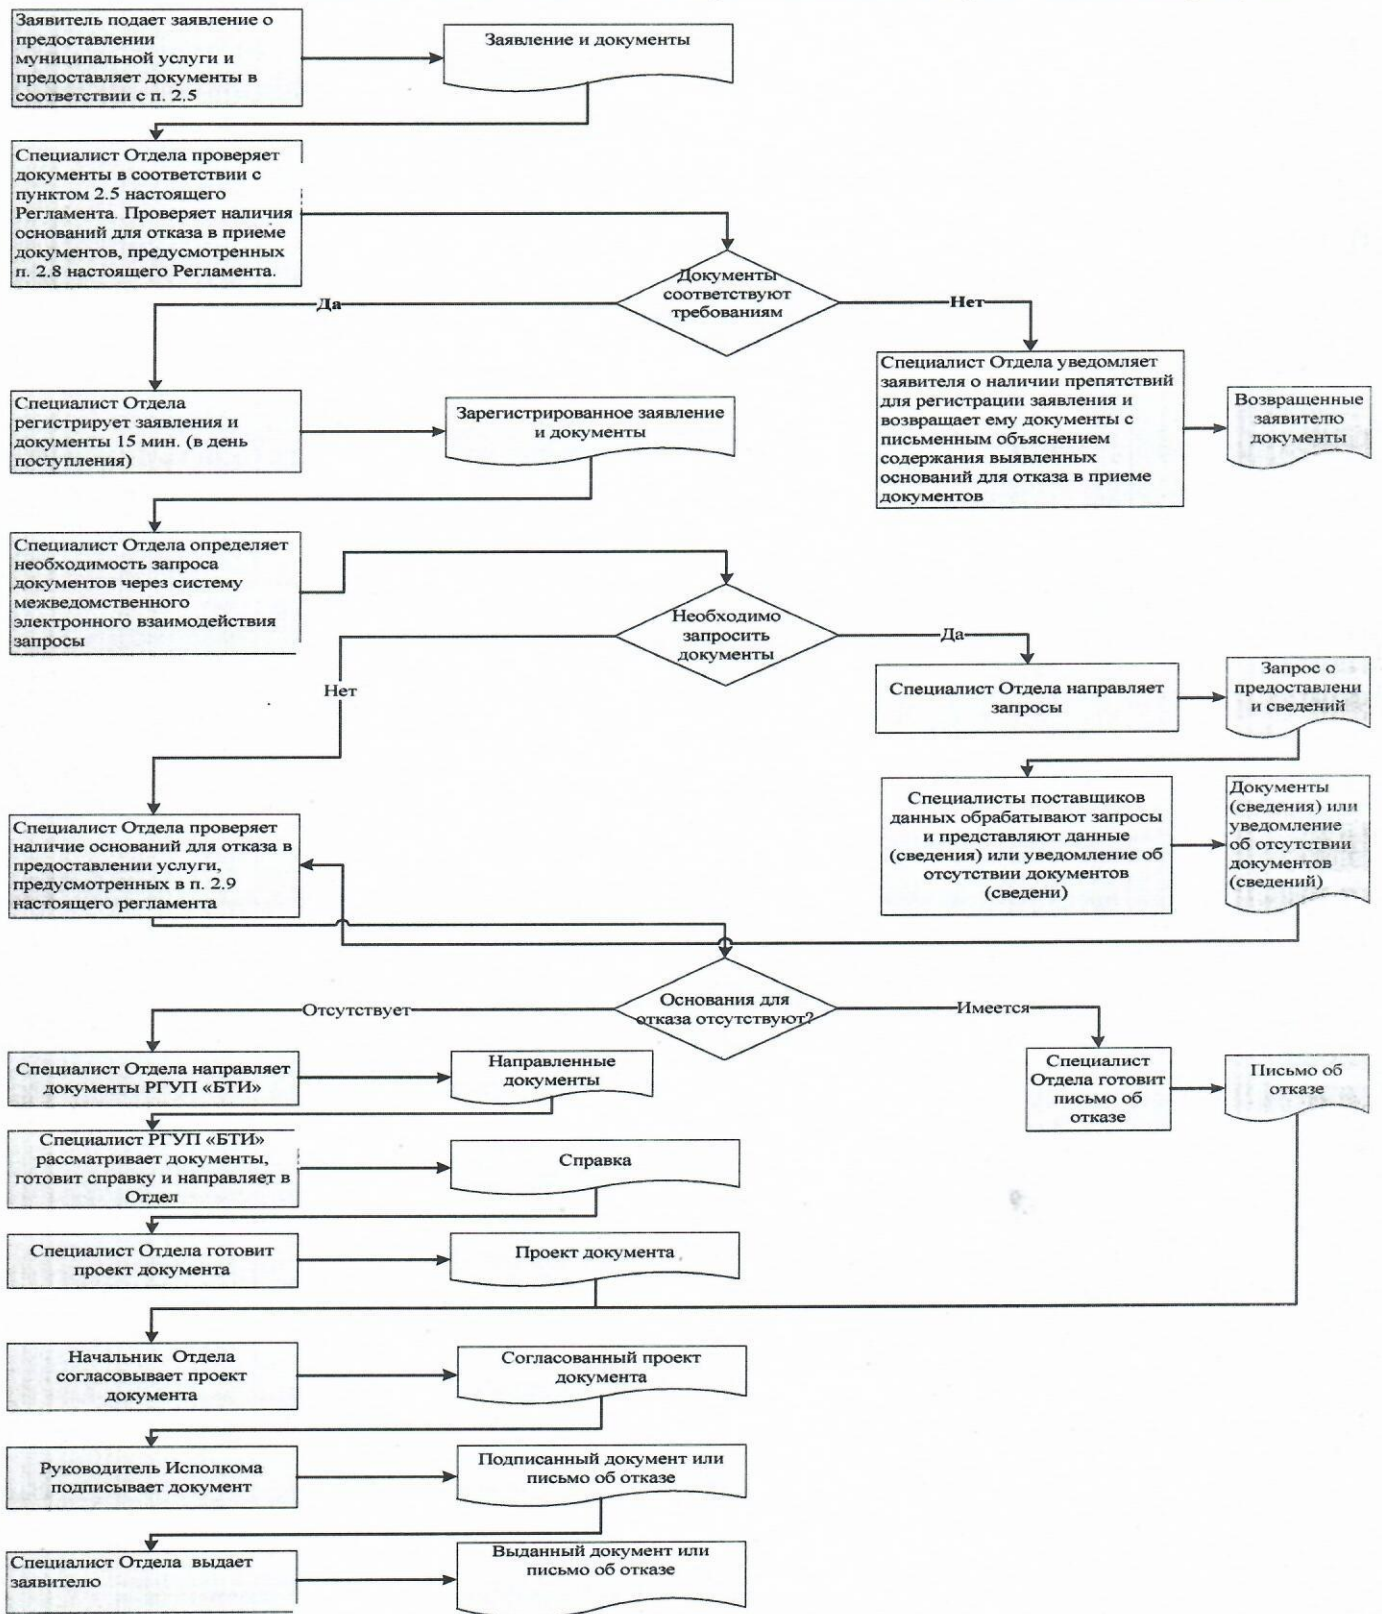 Заявитель подает заявление о
предоставлении
муниципальной услуги и
предоставляет документы в
соответствии с п. 2.5
Заявление и документы
Специалист Отдела проверяет
документы в соответствии с
пунктом 2.5 настоящего
Регламента. Проверяет наличия
оснований для отказа в приеме
документов, предусмотренных
п. 2.8 настоящего Регламента.
Документы
соответствуют
требованиям
Да
Нет
Специалист Отдела
регистрирует заявления и
документы 15 мин. (в день
поступления)
Зарегистрированное заявление
и документы
Специалист Отдела уведомляет
заявителя о наличии препятствий
для регистрации заявления и
возвращает ему документы с
письменным объяснением
содержания выявленных
оснований для отказа в приеме
документов
Возвращенные
заявителю
документы
Специалист Отдела определяет
необходимость запроса
документов через систему
межведомственного
электронного взаимодействия
запросы
Необходимо
запросить
документы
Да
Нет
Специалист Отдела направляет
запросы
Запрос о
предоставлени
и сведений
Специалисты поставщиков
данных обрабатывают запросы
и представляют данные
(сведения) или уведомление об
отсутствии документов
(сведени)
Документы
(сведения) или
уведомление
об отсутствии
документов
(сведений)
Специалист Отдела проверяет
наличие оснований для отказа в
предоставлении услуги,
предусмотренных в п. 2.9
настоящего регламента
Основания для
отказа отсутствуют?
Отсутствует
Имеется
Специалист Отдела направляет
документы РГУП «БТИ»
Направленные
документы
Специалист
Отдела готовит
письмо об
отказе
Письмо об
отказе
Специалист РГУП «БТИ»
рассматривает документы,
готовит справку и направляет в
Отдел
Справка
Специалист Отдела готовит
проект документа
Проект документа
Начальник Отдела
согласовывает проект
документа
Согласованный проект
документа
Руководитель Исполкома
подписывает документ
Подписанный документ или
письмо об отказе
Специалист Отдела выдает
заявителю
Выданный документ или
письмо об отказе